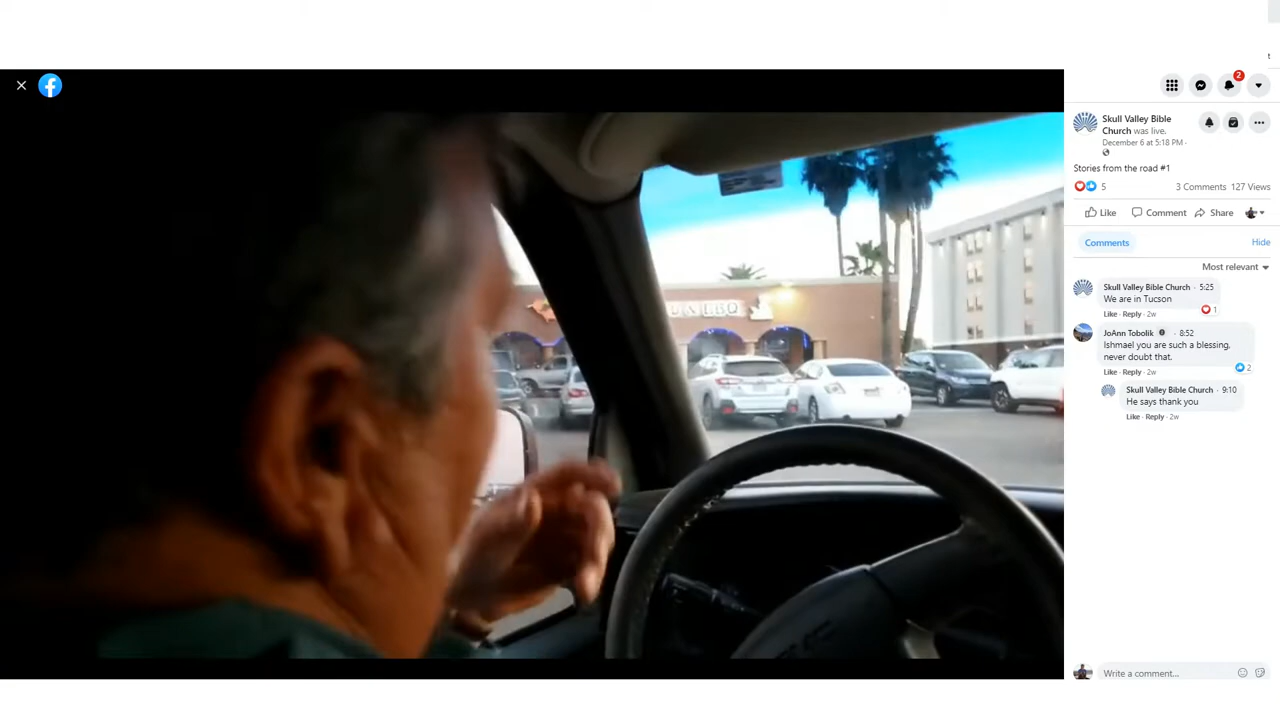 2
Skull Valley Bible
Church was live.
December 6 at 5:18 PM ·
Stories from the road #1
5
3 Comments 127 Views
Like Comment Share
Comments Hide
Most relevant
Skull Valley Bible Church · 5:25
We are in Tucson
1
Like · Reply · 2w
JoAnn Tobolik · 8:52
Ishmael you are such a blessing,
never doubt that.
2
Like · Reply · 2w
Skull Valley Bible Church · 9:10
He says thank you
Like · Reply · 2w
Write a comment...
& BBQ
GMC